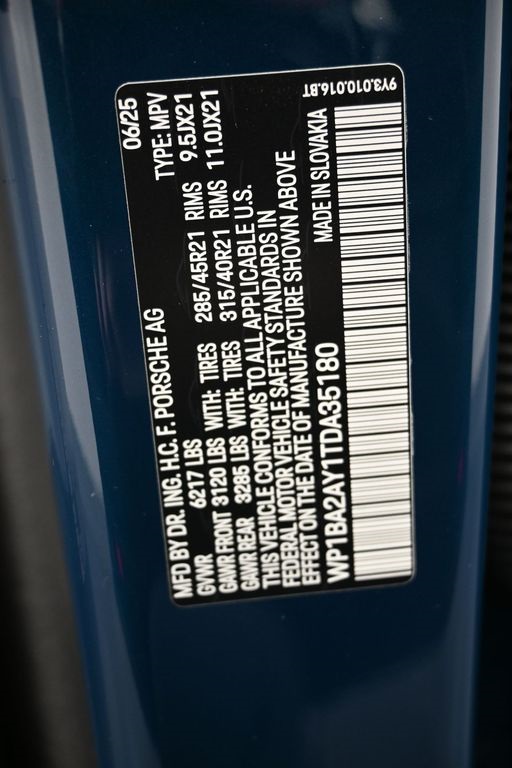 MFD BY DR. ING. H.C. F. PORSCHE AG 06/25
GVWR 6217 LBS TYPE: MPV
GAWR FRONT 3120 LBS WITH: TIRES 285/45R21 RIMS 9.5JX21
GAWR REAR 3285 LBS WITH: TIRES 315/40R21 RIMS 11.0JX21
THIS VEHICLE CONFORMS TO ALL APPLICABLE U.S.
FEDERAL MOTOR VEHICLE SAFETY STANDARDS IN
EFFECT ON THE DATE OF MANUFACTURE SHOWN ABOVE
WP1BA2AY1TDA35180 MADE IN SLOVAKIA
9Y3.010.016.BT